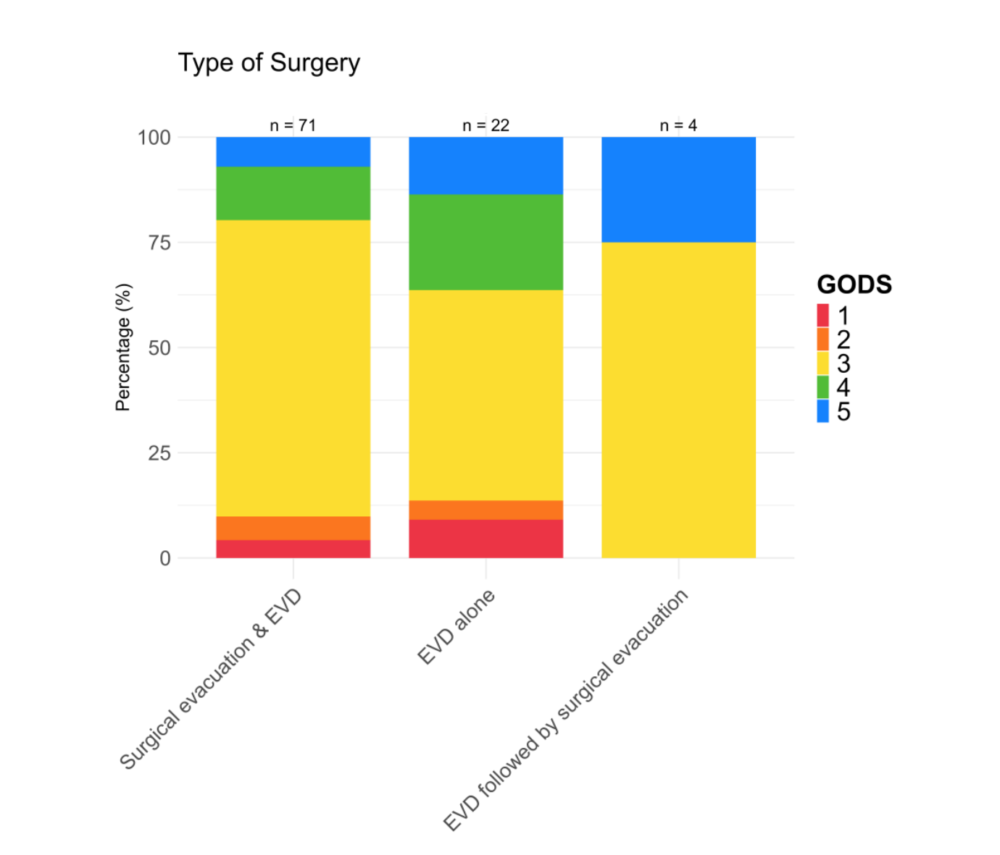 Type of Surgery
n = 71
n = 22
n = 4
100
75
50
25
0
Percentage (%)
Surgical evacuation & EVD
EVD alone
EVD followed by surgical evacuation
GODS
1
2
3
4
5